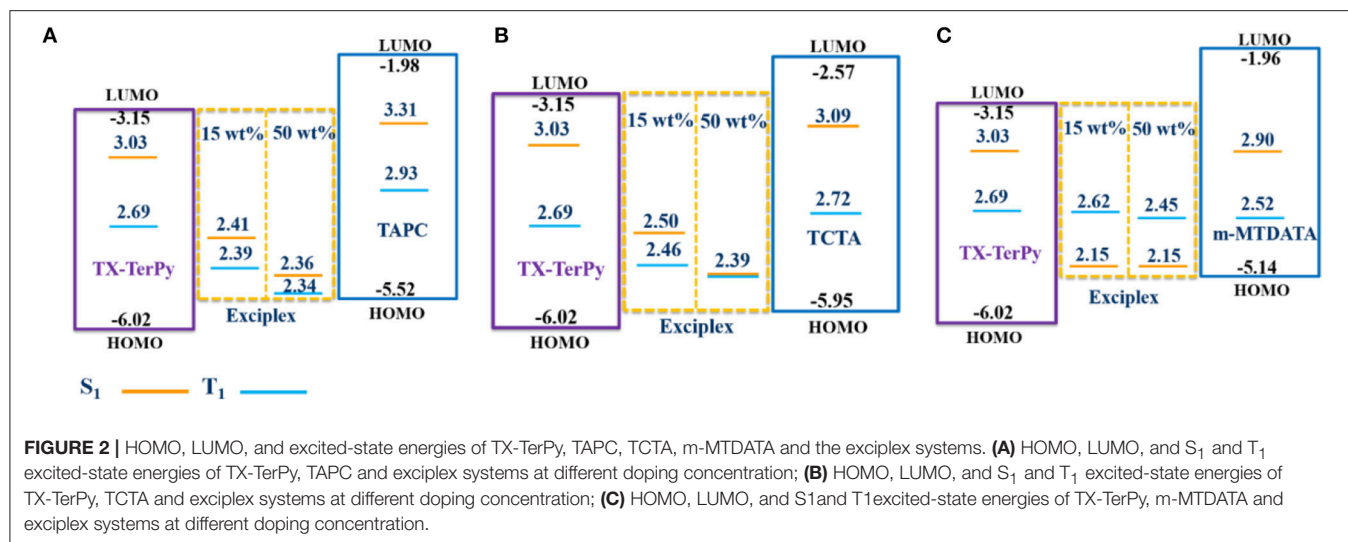 A
LUMO
-1.98
LUMO
-3.15
3.03
2.69
TX-TerPy
-6.02
HOMO
15 wt%
50 wt%
2.41
2.39
2.36
2.34
Exciplex
3.31
2.93
TAPC
-5.52
HOMO
B
LUMO
-2.57
LUMO
-3.15
3.03
2.69
TX-TerPy
-6.02
HOMO
15 wt%
50 wt%
2.50
2.46
2.39
Exciplex
3.09
2.72
TCTA
-5.95
HOMO
C
LUMO
-1.96
LUMO
-3.15
3.03
2.69
TX-TerPy
-6.02
HOMO
15 wt%
50 wt%
2.62
2.45
2.15
2.15
Exciplex
2.90
2.52
m-MTDATA
-5.14
HOMO
S1
T1
FIGURE 2 | HOMO, LUMO, and excited-state energies of TX-TerPy, TAPC, TCTA, m-MTDATA and the exciplex systems. (A) HOMO, LUMO, and S1 and T1
excited-state energies of TX-TerPy, TAPC and exciplex systems at different doping concentration; (B) HOMO, LUMO, and S1 and T1 excited-state energies of
TX-TerPy, TCTA and exciplex systems at different doping concentration; (C) HOMO, LUMO, and S1and T1excited-state energies of TX-TerPy, m-MTDATA and
exciplex systems at different doping concentration.